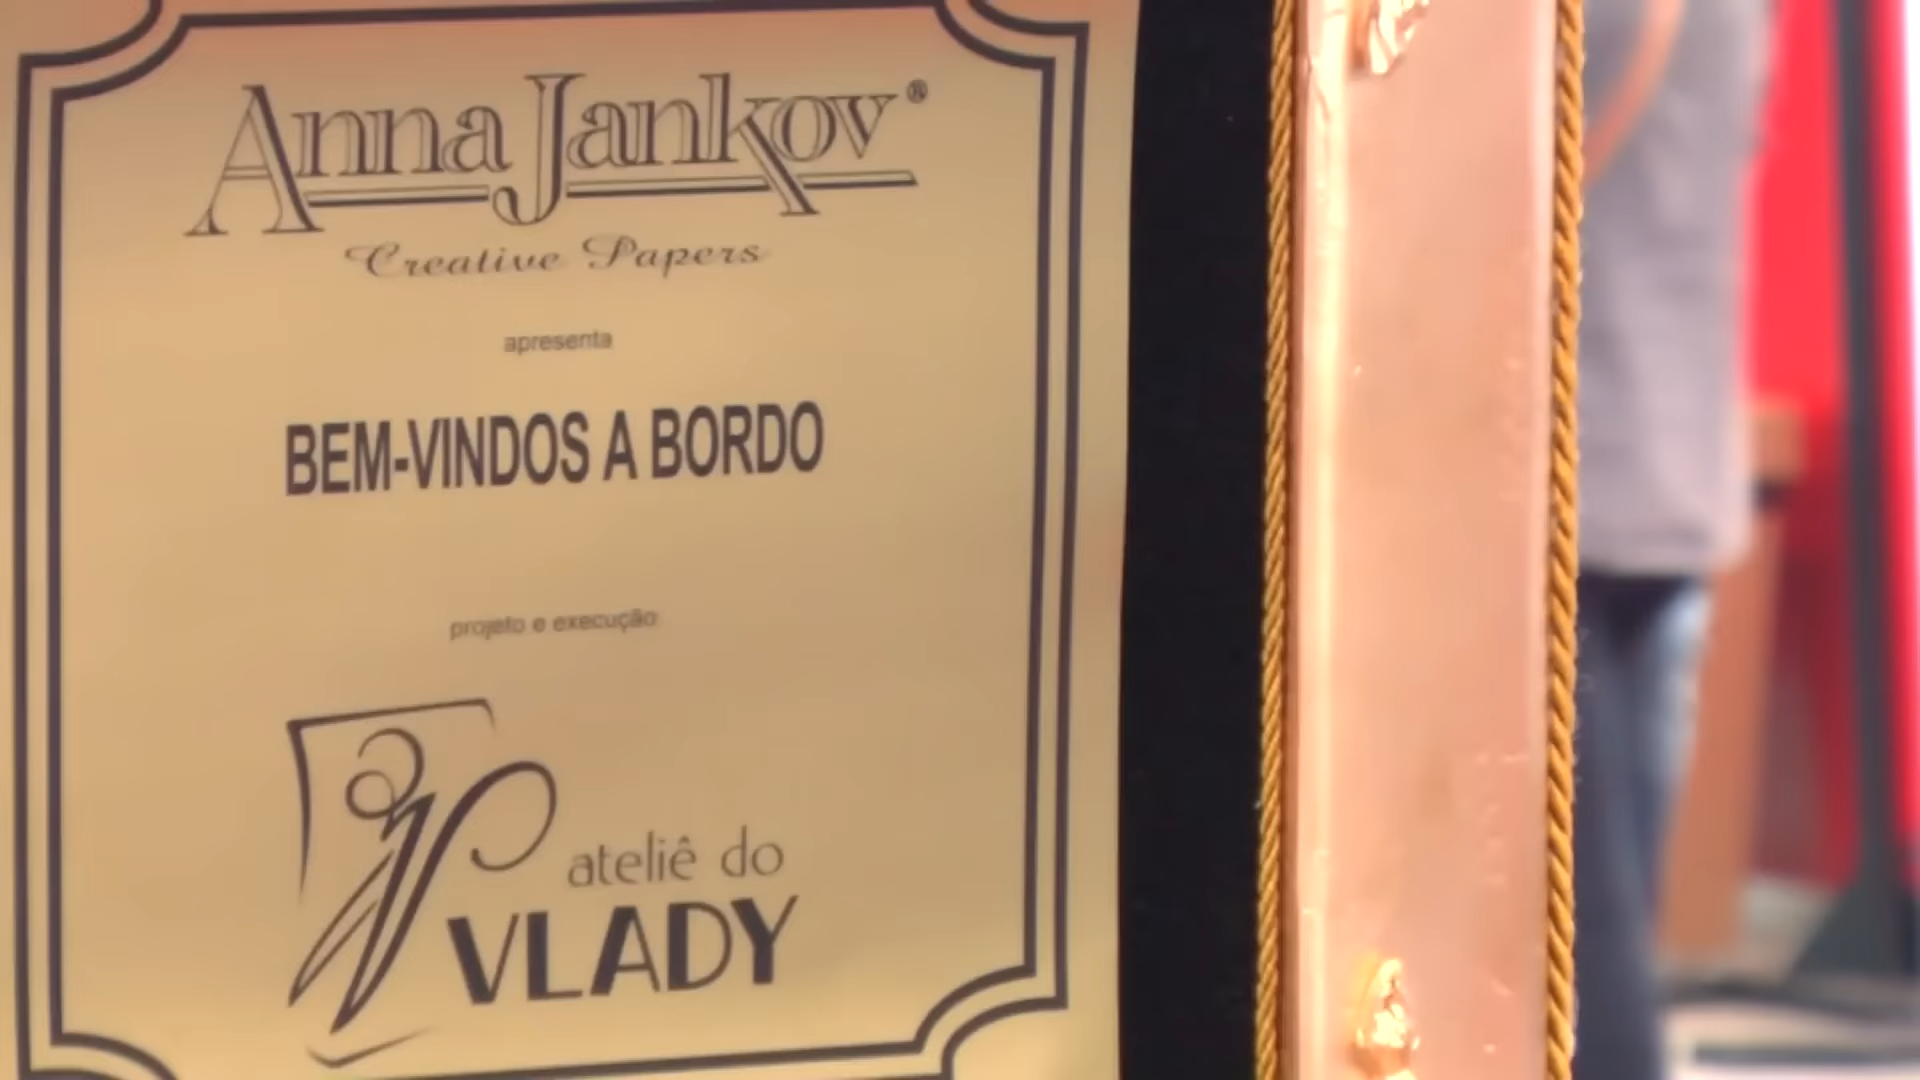 Anna Jankov®
Creative Papers
apresenta
BEM-VINDOS A BORDO
projeto e execução
ateliê do
VLADY